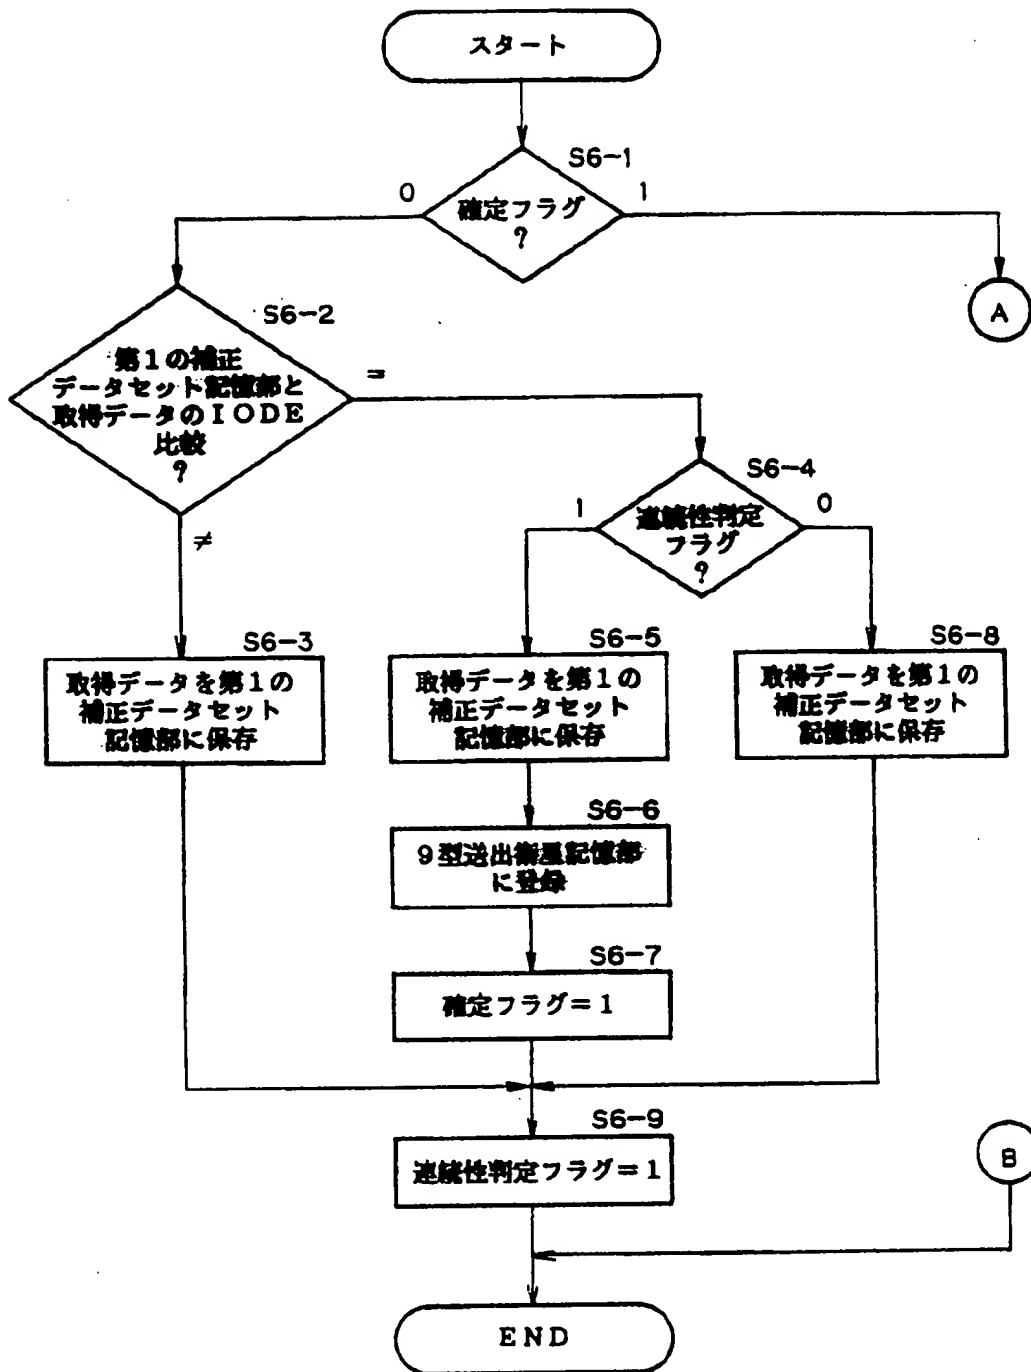 スタート
S6-1
0
1
確定フラグ
?
A
S6-2
第1の補正
データセット記憶部と
取得データのIODE
比較
?
=
≠
S6-4
1
0
連続性判定
フラグ
?
S6-3
取得データを第1の
補正データセット
記憶部に保存
S6-5
取得データを第1の
補正データセット
記憶部に保存
S6-8
取得データを第1の
補正データセット
記憶部に保存
S6-6
9型送出衛星記憶部
に登録
S6-7
確定フラグ=1
S6-9
連続性判定フラグ=1
B
END